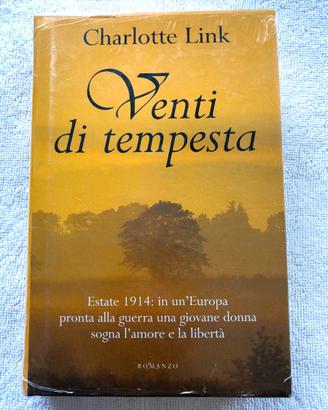 Charlotte Link
Venti
di tempesta
Estate 1914: in un'Europa
pronta alla guerra una giovane donna
sogna l'amore e la libertà
ROMANZO